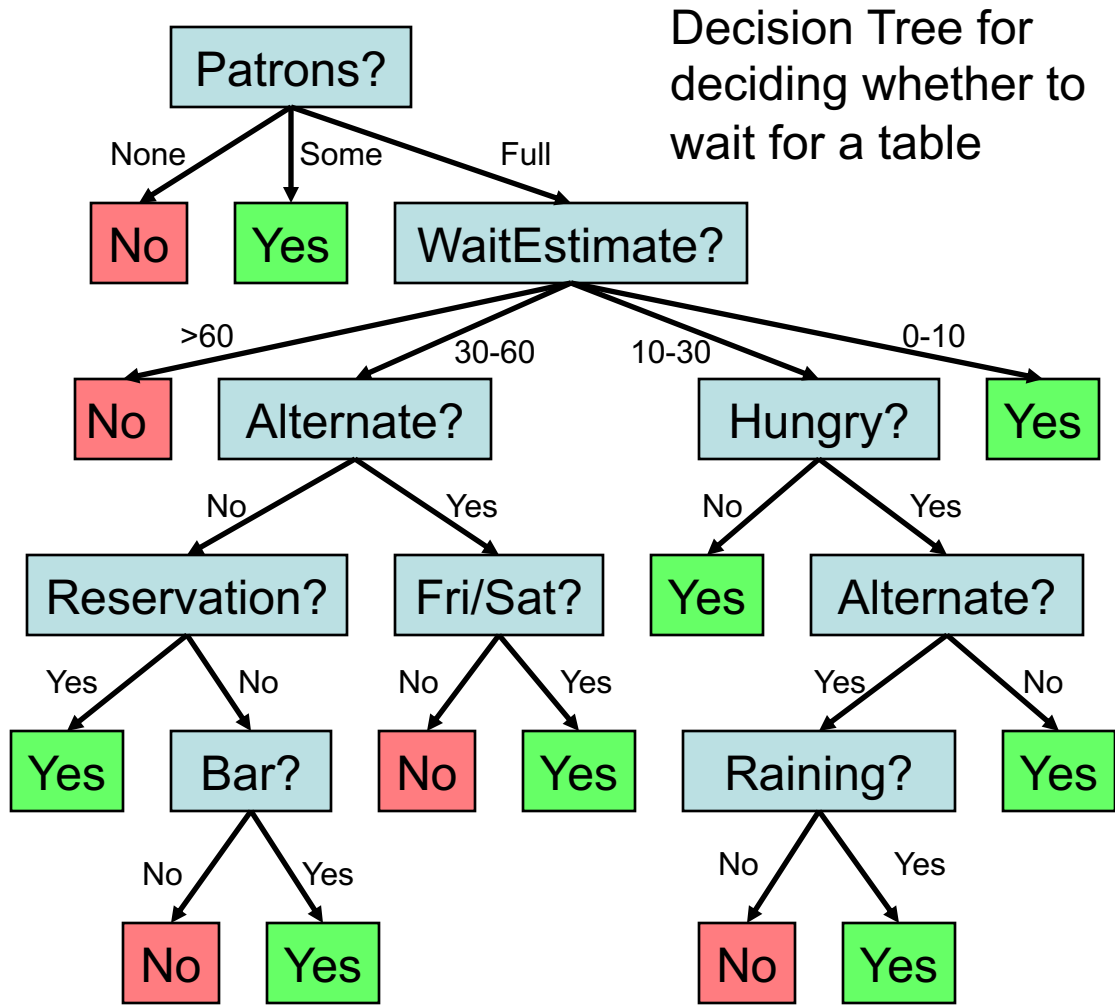 Decision Tree for
deciding whether to
wait for a table
Patrons?
None
Some
Full
No
Yes
WaitEstimate?
>60
30-60
10-30
0-10
No
Alternate?
Hungry?
Yes
No
Yes
No
Yes
Reservation?
Fri/Sat?
Yes
Alternate?
Yes
No
No
Yes
Yes
No
Yes
Bar?
No
Yes
Raining?
Yes
No
Yes
No
Yes
No
Yes
No
Yes